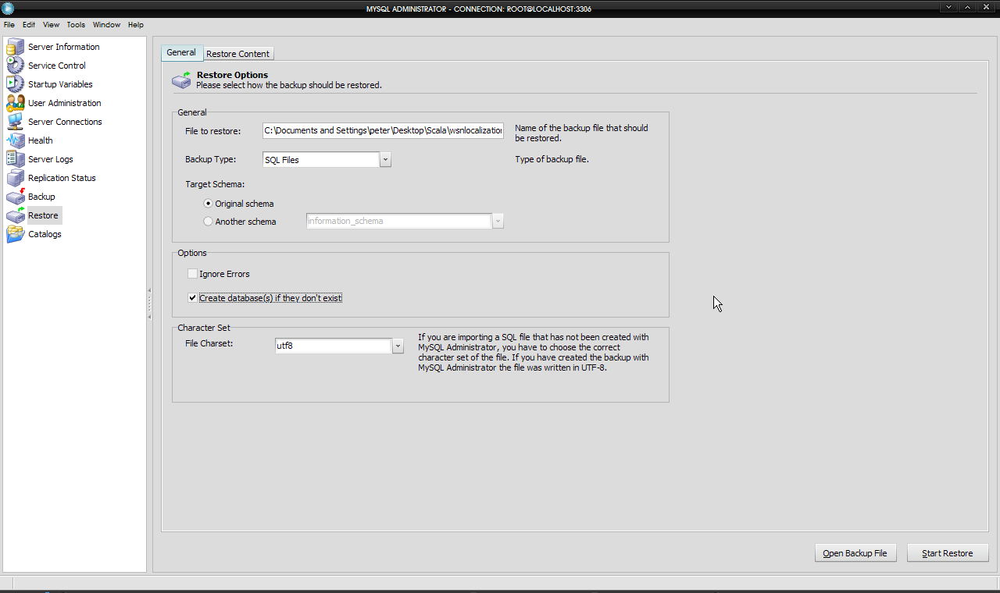 MYSQL ADMINISTRATOR - CONNECTION: ROOT@LOCALHOST:3306
File Edit View Tools Window Help
Server Information
Service Control
Startup Variables
User Administration
Server Connections
Health
Server Logs
Replication Status
Backup
Restore
Catalogs
General
Restore Content
Restore Options
Please select how the backup should be restored.
General
File to restore:
C:\Documents and Settings\peter\Desktop\Scala\wsnlocalization
Name of the backup file that should
be restored.
Backup Type:
SQL Files
Type of backup file.
Target Schema:
Original schema
Another schema
information_schema
Options
Ignore Errors
Create database(s) if they don't exist
Character Set
File Charset:
utf8
If you are importing a SQL file that has not been created with
MySQL Administrator, you have to choose the correct
character set of the file. If you have created the backup with
MySQL Administrator the file was written in UTF-8.
Open Backup File
Start Restore